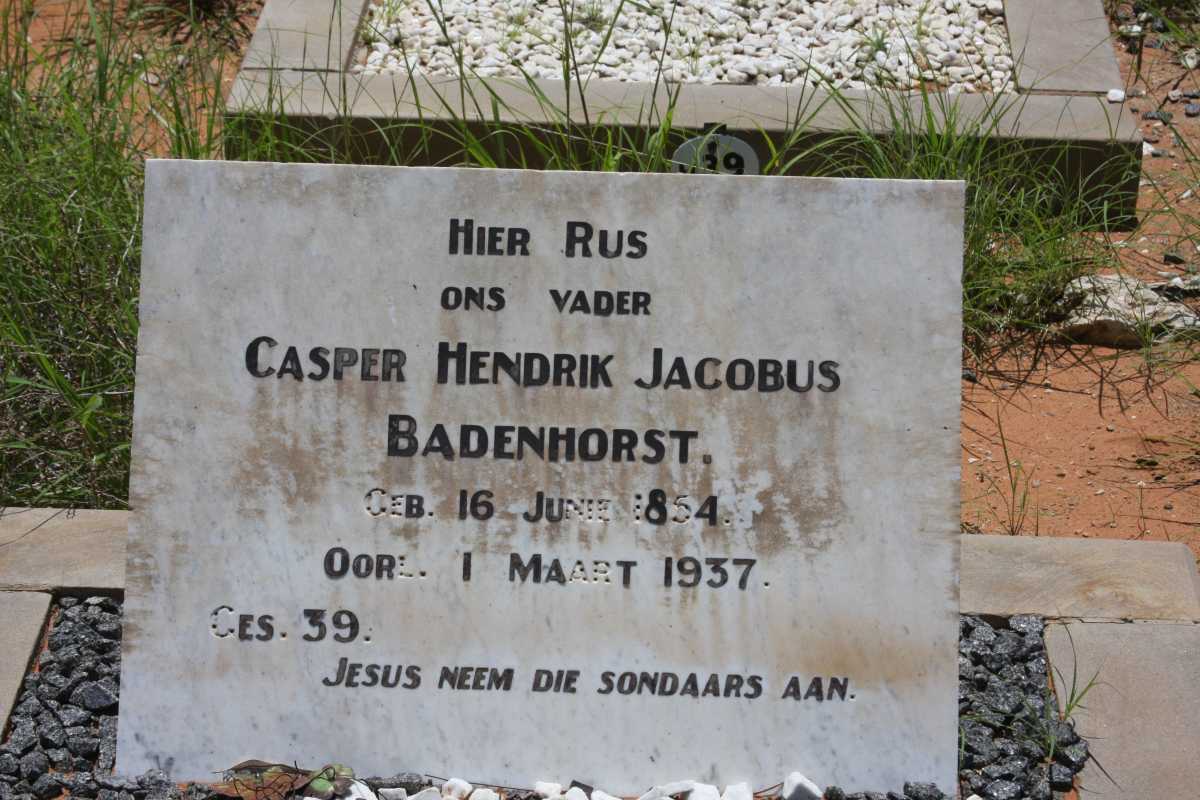 39
HIER RUS
ONS VADER
CASPER HENDRIK JACOBUS
BADENHORST.
GEB. 16 JUNIE 1854.
OORL. 1 MAART 1937.
GES. 39.
JESUS NEEM DIE SONDAARS AAN.